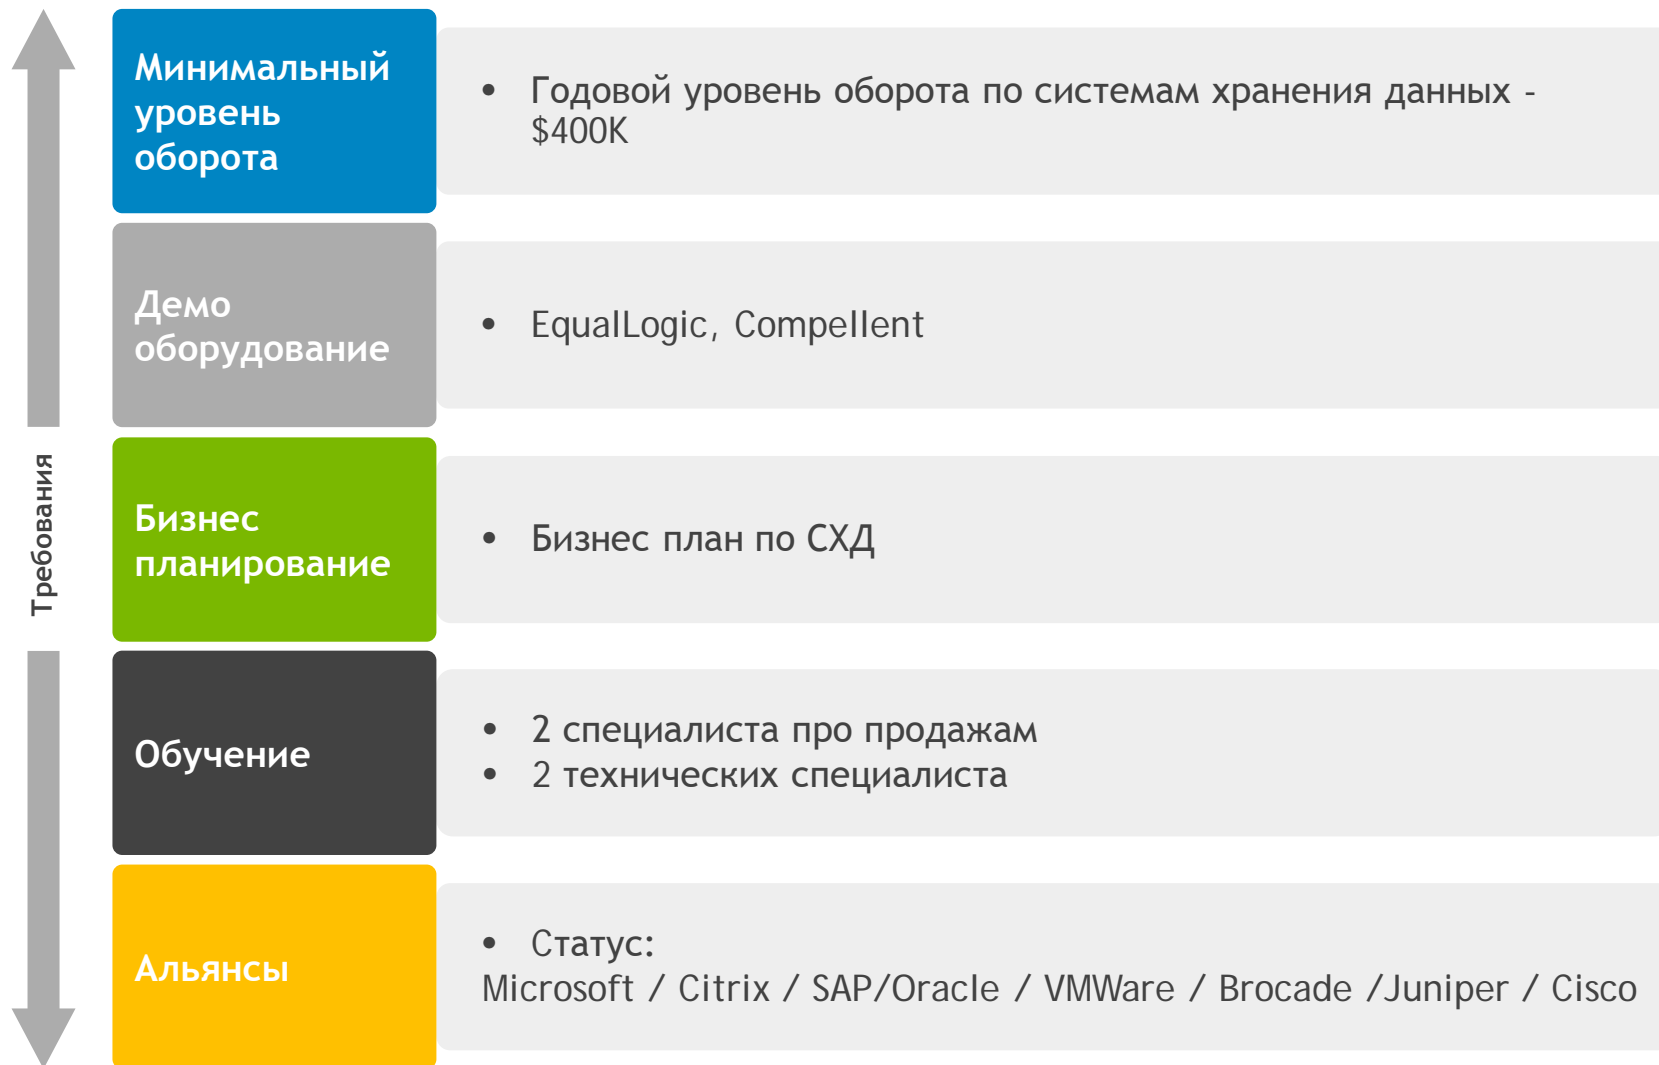 Требования
Минимальный
уровень
оборота
• Годовой уровень оборота по системам хранения данных -
$400K
Демо
оборудование
• EqualLogic, Compellent
Бизнес
планирование
• Бизнес план по СХД
Обучение
• 2 специалиста про продажам
• 2 технических специалиста
Альянсы
• Статус:
Microsoft / Citrix / SAP/Oracle / VMWare / Brocade /Juniper / Cisco